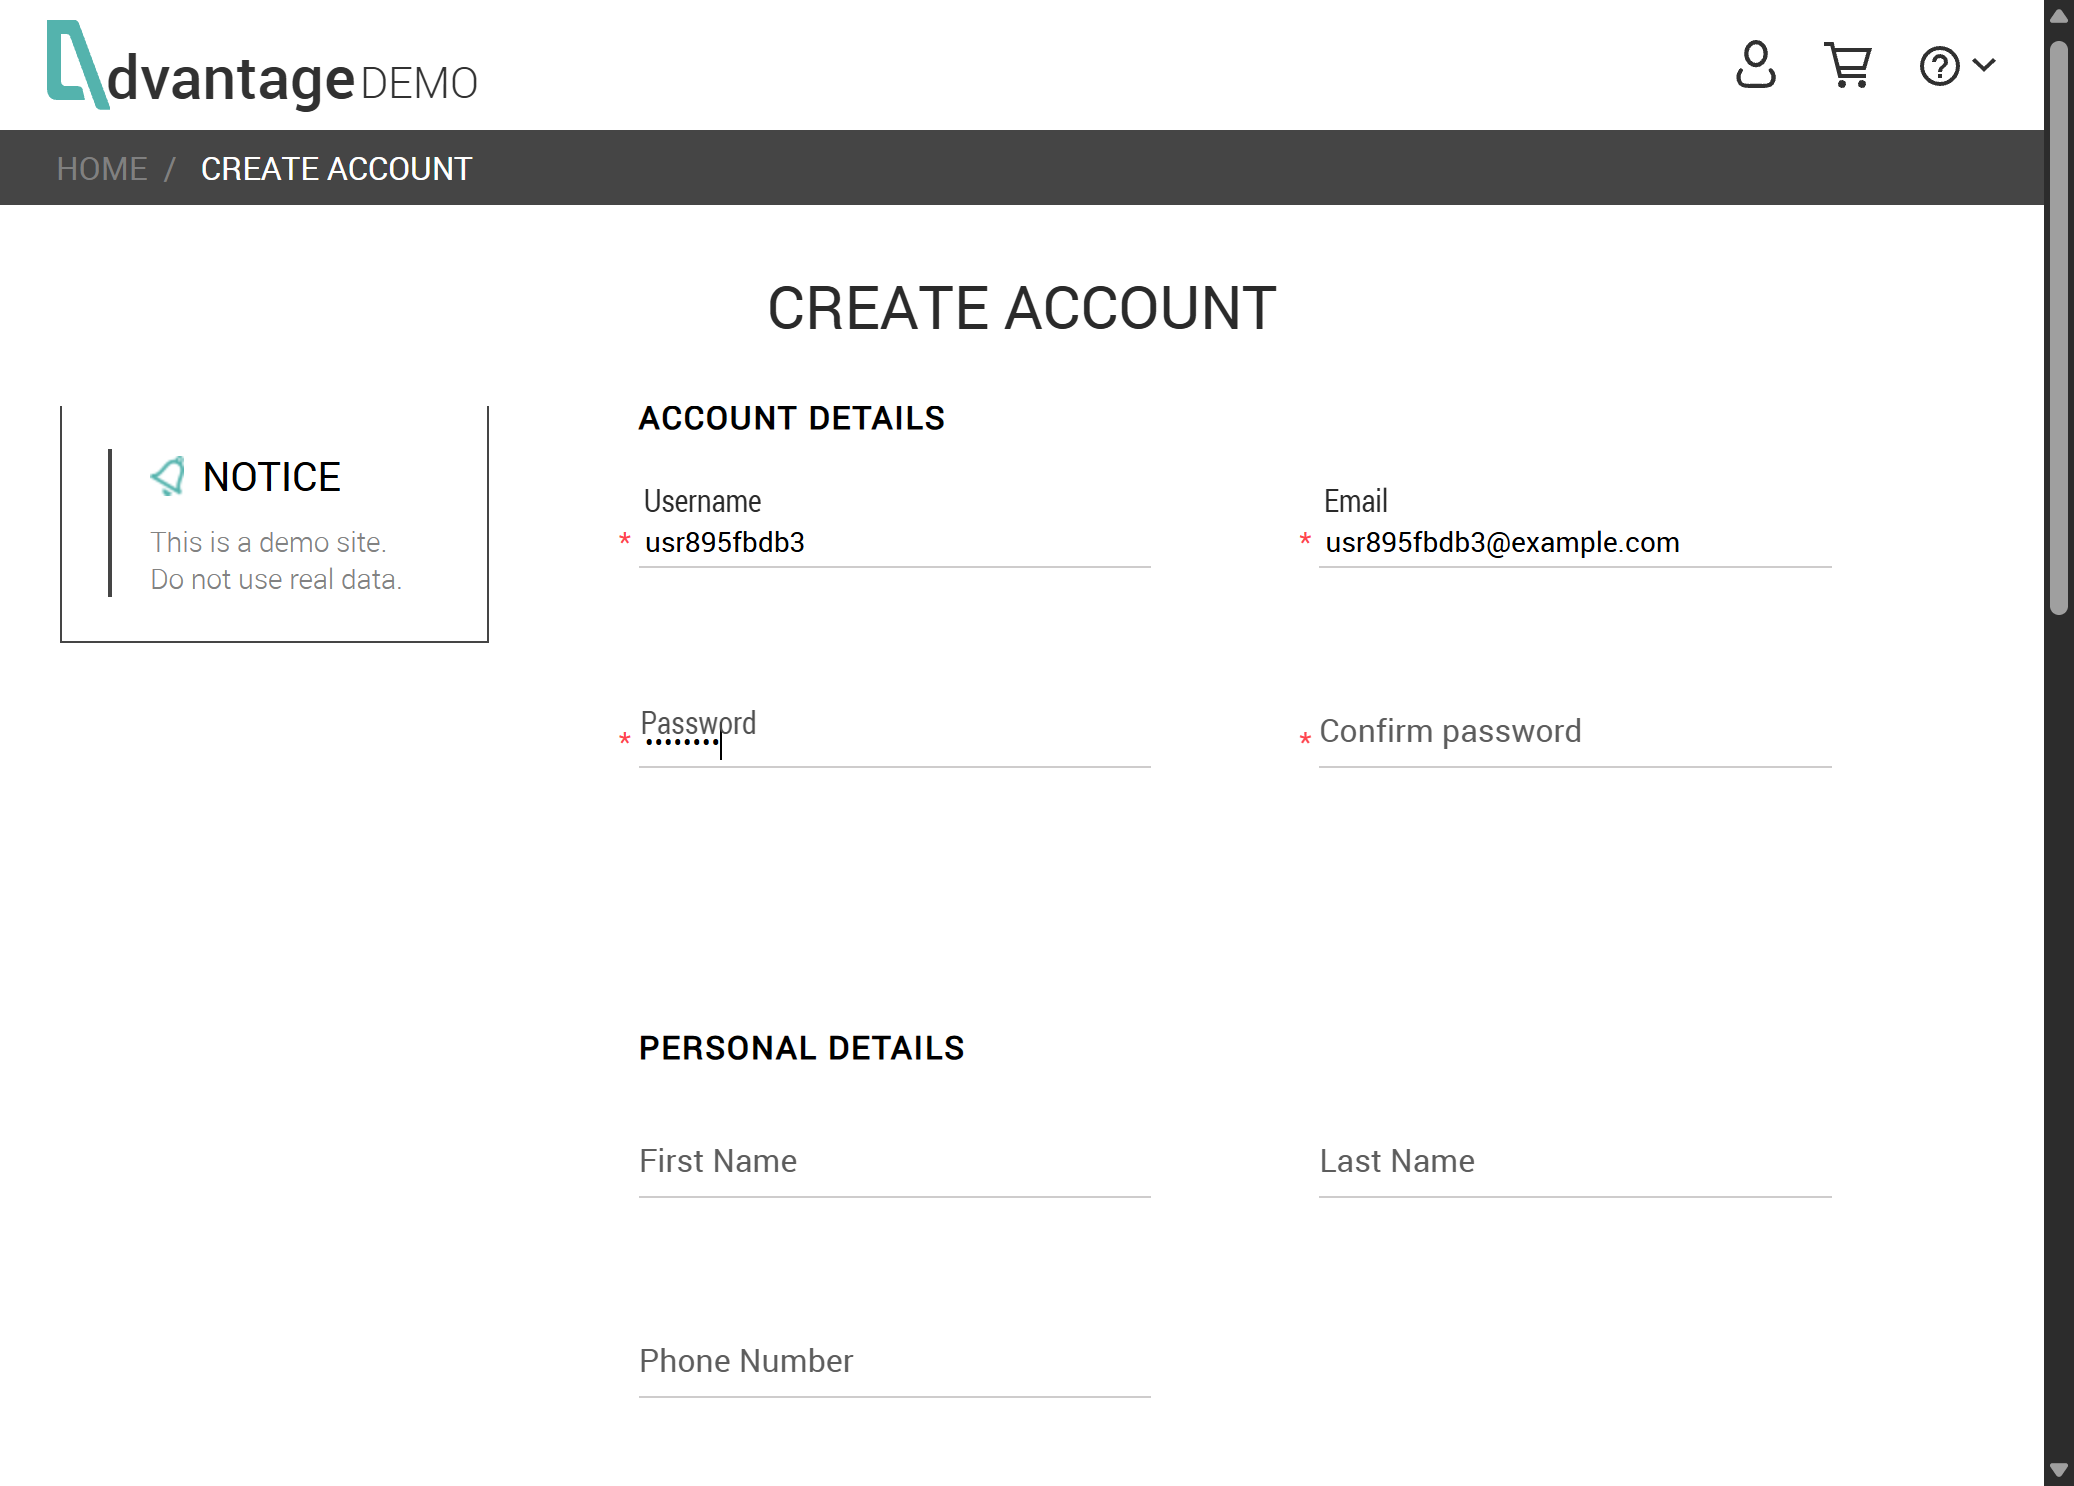 dvantage DEMO
HOME / CREATE ACCOUNT
CREATE ACCOUNT
NOTICE
This is a demo site.
Do not use real data.
ACCOUNT DETAILS
Username
* usr895fbdb3
Email
* usr895fbdb3@example.com
Password
* ••••••••
* Confirm password
PERSONAL DETAILS
First Name
Last Name
Phone Number